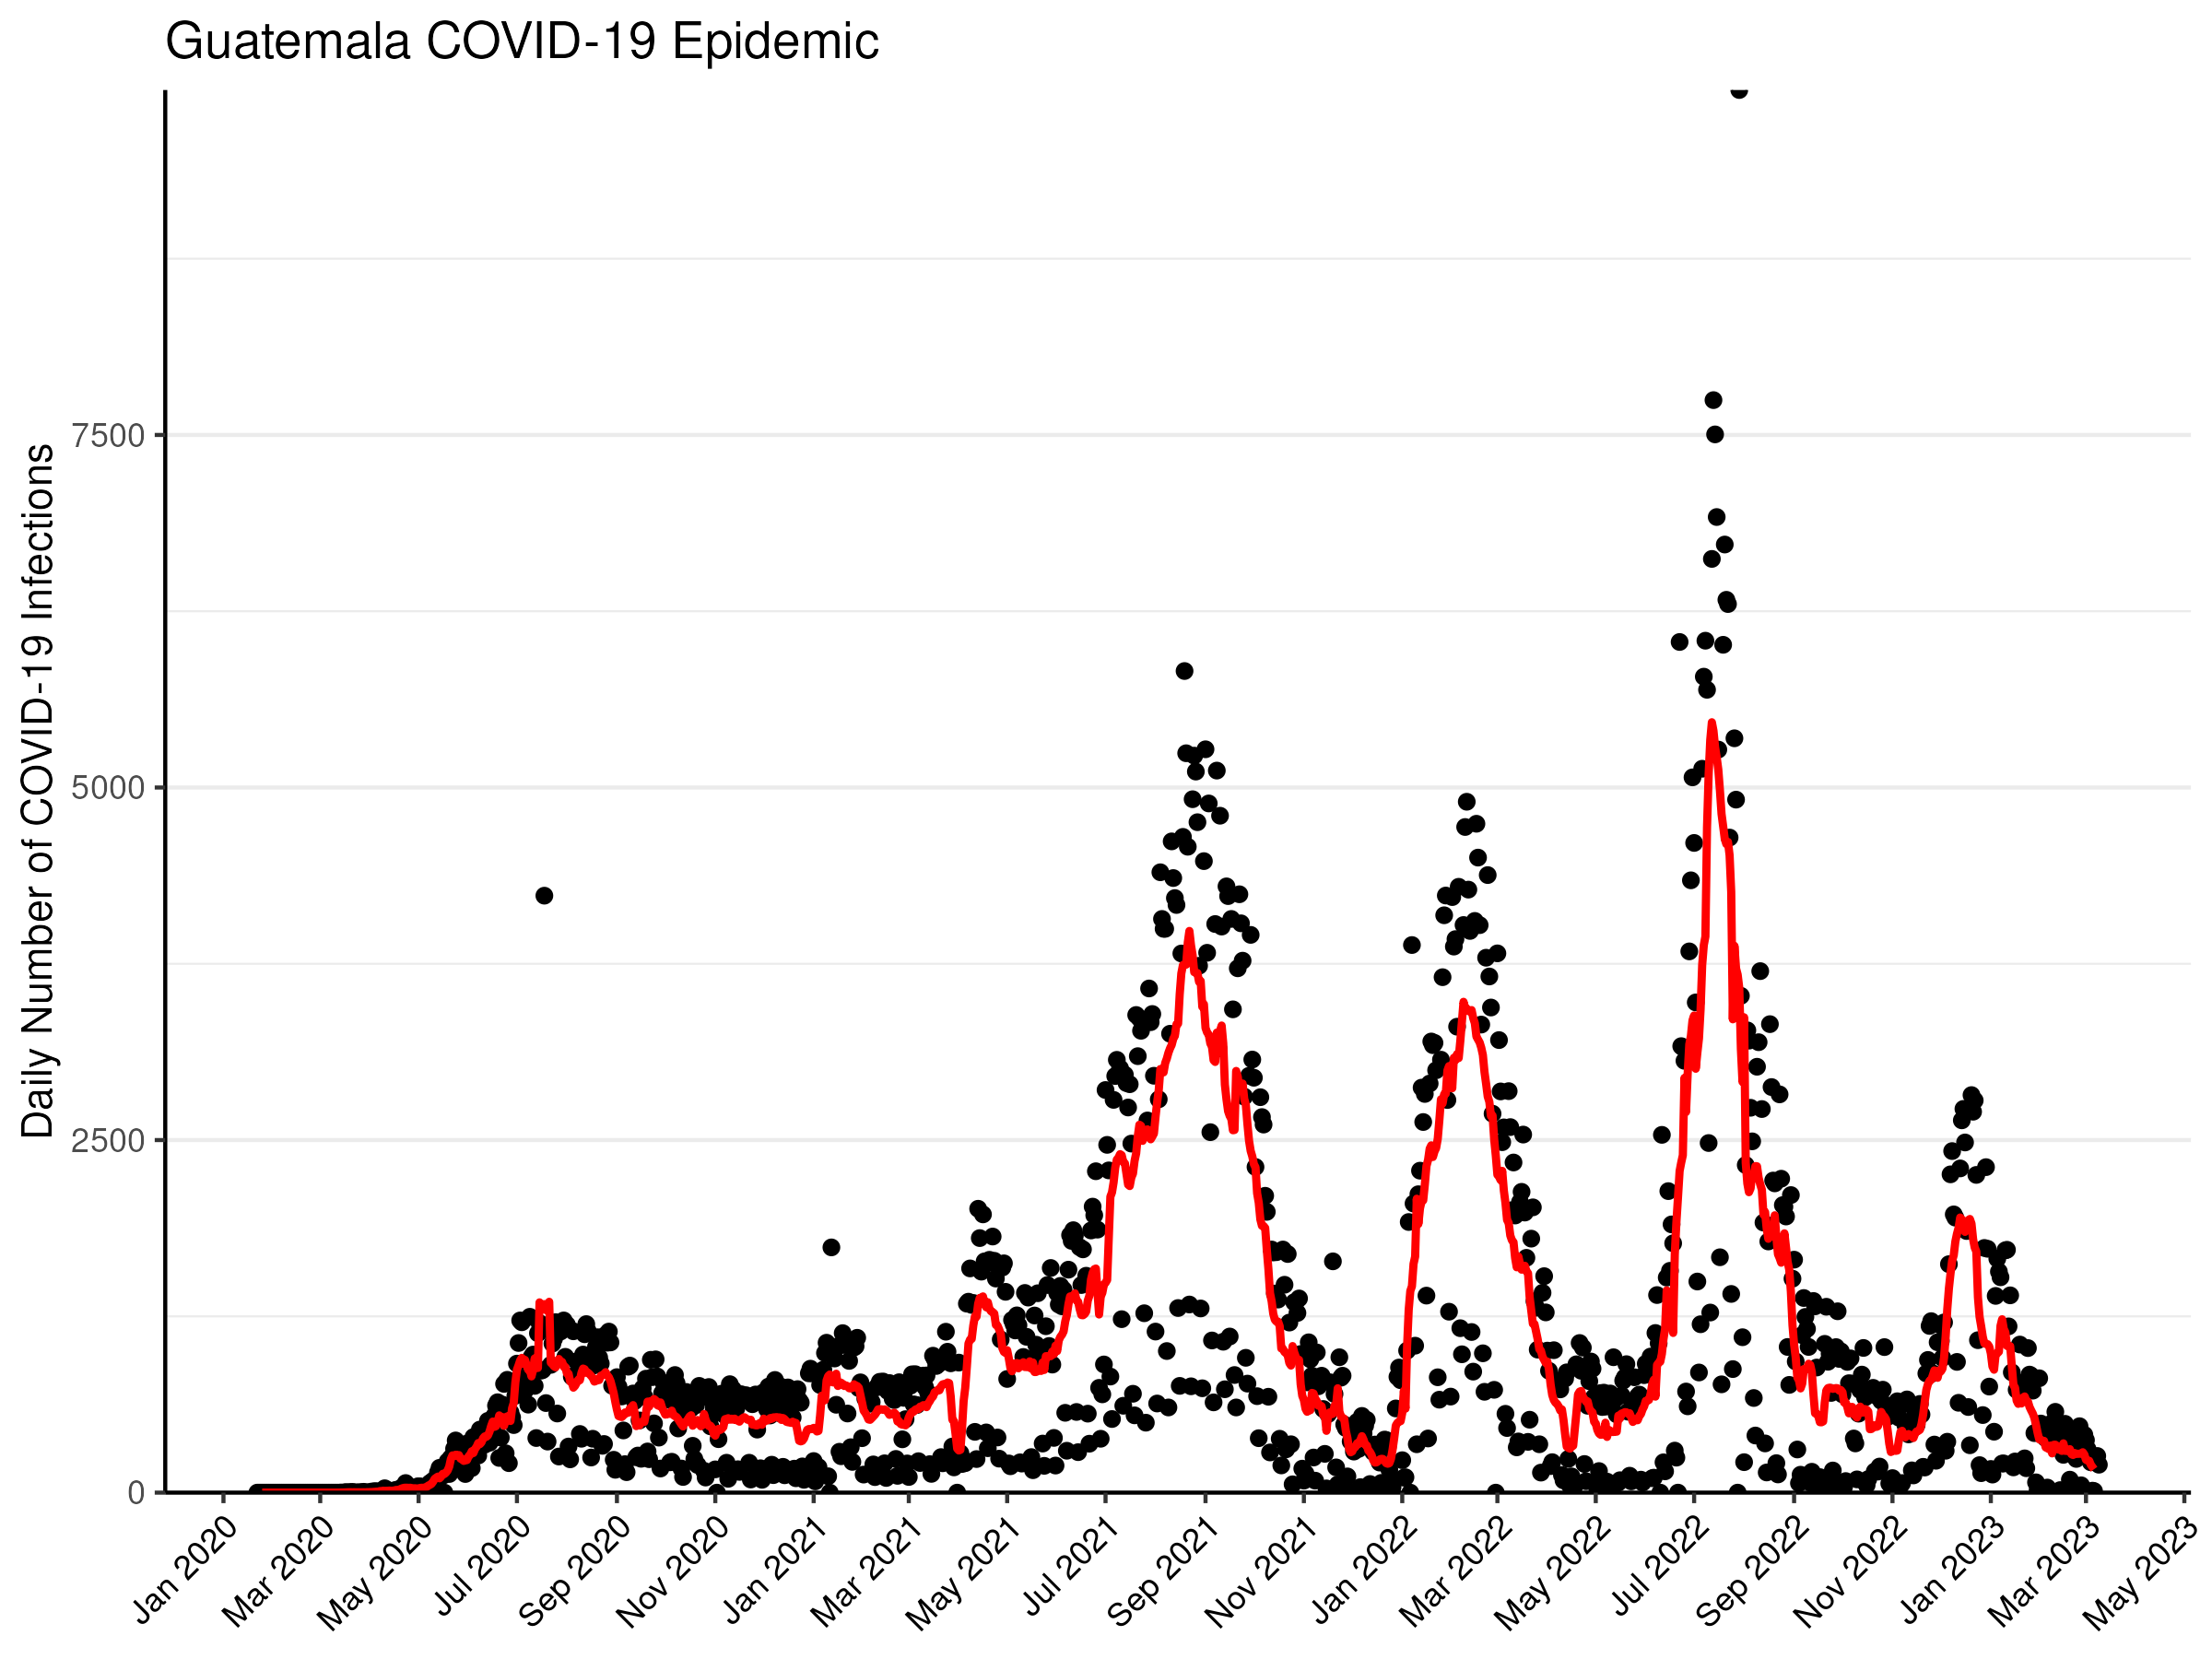 Guatemala COVID-19 Epidemic
Daily Number of COVID-19 Infections
7500
5000
2500
0
Jan 2020
Mar 2020
May 2020
Jul 2020
Sep 2020
Nov 2020
Jan 2021
Mar 2021
May 2021
Jul 2021
Sep 2021
Nov 2021
Jan 2022
Mar 2022
May 2022
Jul 2022
Sep 2022
Nov 2022
Jan 2023
Mar 2023
May 2023